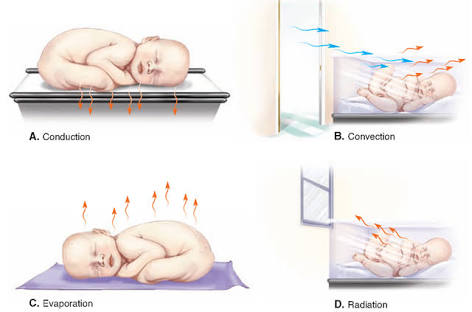 A. Conduction
B. Convection
C. Evaporation
D. Radiation